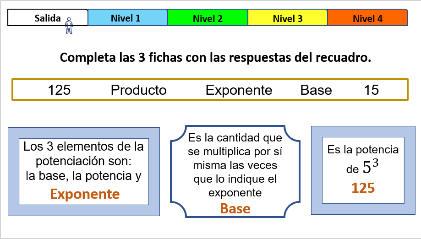 Salida Nivel 1 Nivel 2 Nivel 3 Nivel 4
Completa las 3 fichas con las respuestas del recuadro.
125 Producto Exponente Base 15
Los 3 elementos de la
potenciación son:
la base, la potencia y
Exponente
Es la cantidad que
se multiplica por sí
misma las veces
que lo indique el
exponente
Base
Es la potencia
de 5³
125